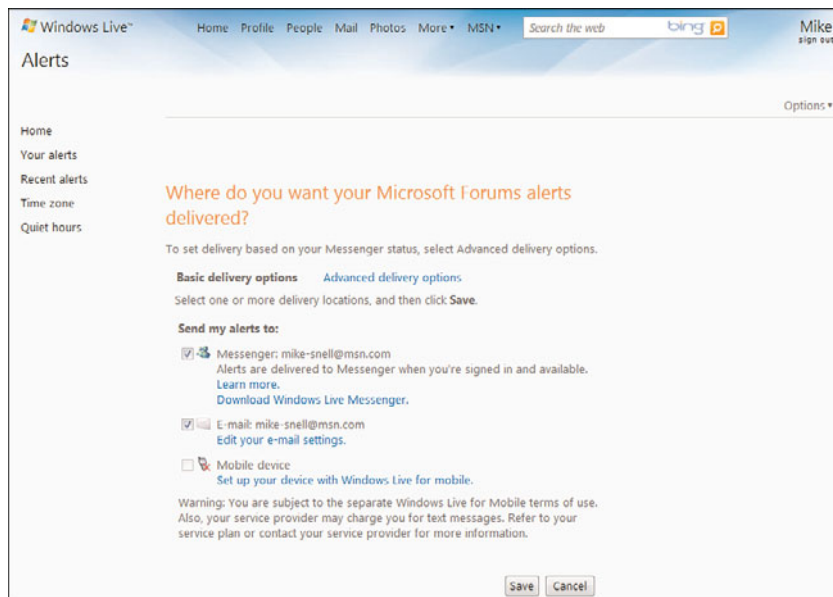 Windows Live™
Home Profile People Mail Photos More MSN
Search the web
bing
Mike
sign out
Alerts
Options
Home
Your alerts
Recent alerts
Time zone
Quiet hours
Where do you want your Microsoft Forums alerts
delivered?
To set delivery based on your Messenger status, select Advanced delivery options.
Basic delivery options Advanced delivery options
Select one or more delivery locations, and then click Save.
Send my alerts to:
Messenger: mike-snell@msn.com
Alerts are delivered to Messenger when you're signed in and available.
Learn more.
Download Windows Live Messenger.
E-mail: mike-snell@msn.com
Edit your e-mail settings.
Mobile device
Set up your device with Windows Live for mobile.
Warning: You are subject to the separate Windows Live for Mobile terms of use.
Also, your service provider may charge you for text messages. Refer to your
service plan or contact your service provider for more information.
Save Cancel